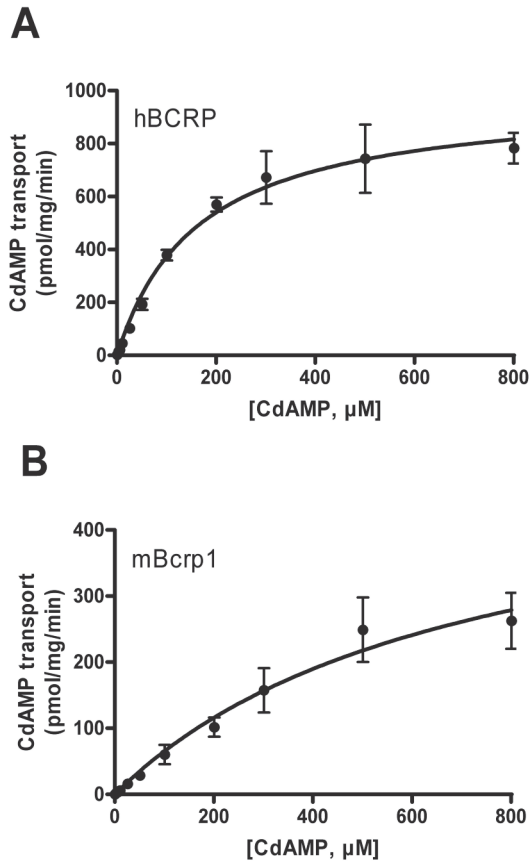 A
1000
hBCRP
800
600
400
200
0
CdAMP transport
(pmol/mg/min)
0 200 400 600 800
[CdAMP, µM]
B
400
mBcrp1
300
200
100
0
CdAMP transport
(pmol/mg/min)
0 200 400 600 800
[CdAMP, µM]